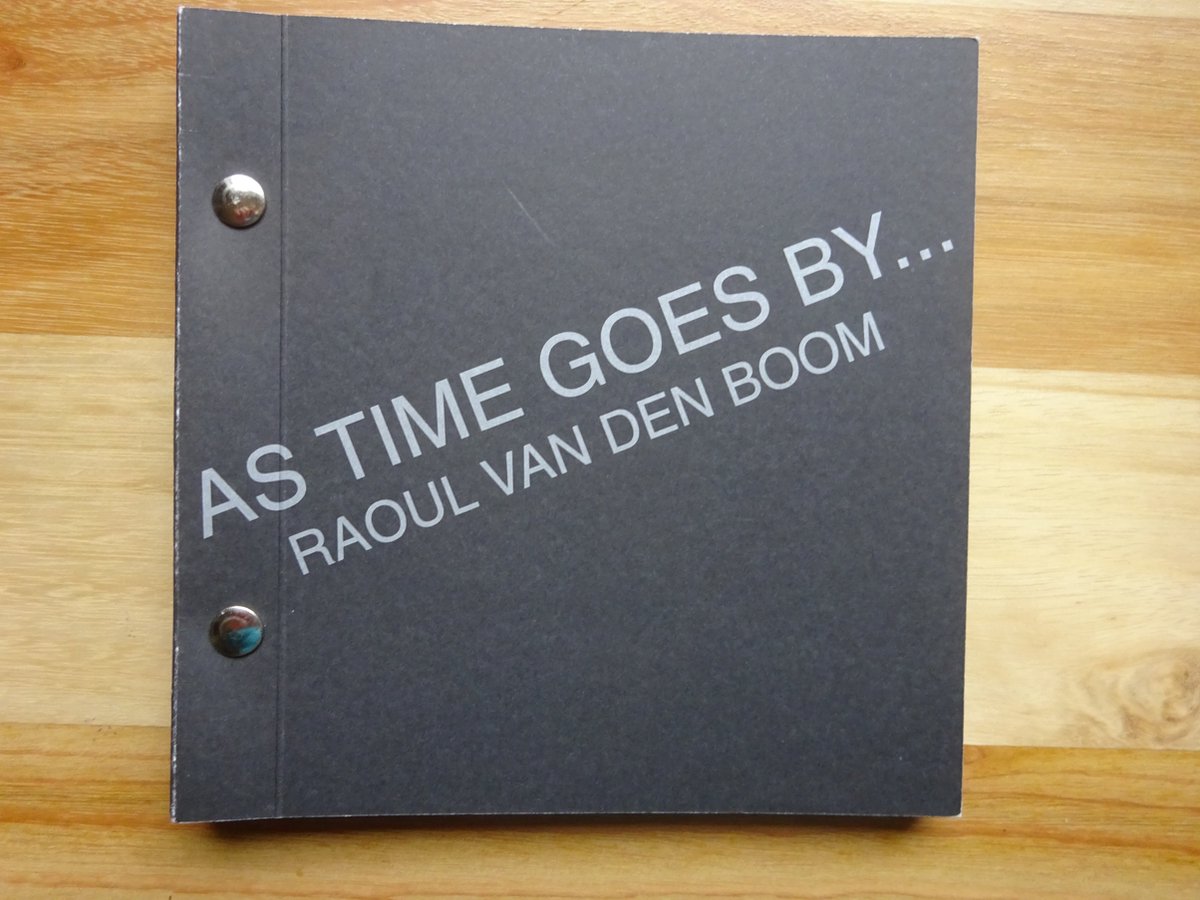 AS TIME GOES BY...
RAOUL VAN DEN BOOM